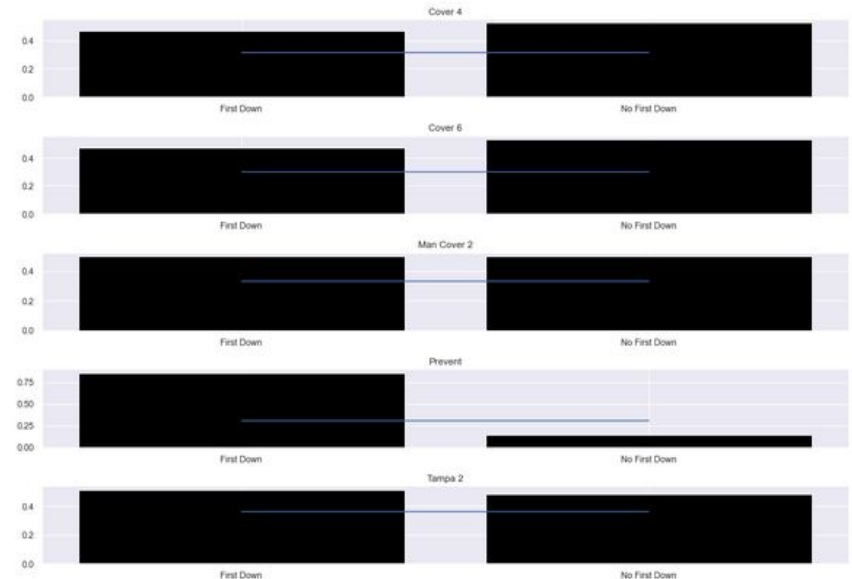 Cover 4
0.4
0.2
0.0
First Down No First Down
Cover 6
0.4
0.2
0.0
First Down No First Down
Man Cover 2
0.4
0.2
0.0
First Down No First Down
Prevent
0.75
0.50
0.25
0.00
First Down No First Down
Tampa 2
0.4
0.2
0.0
First Down No First Down